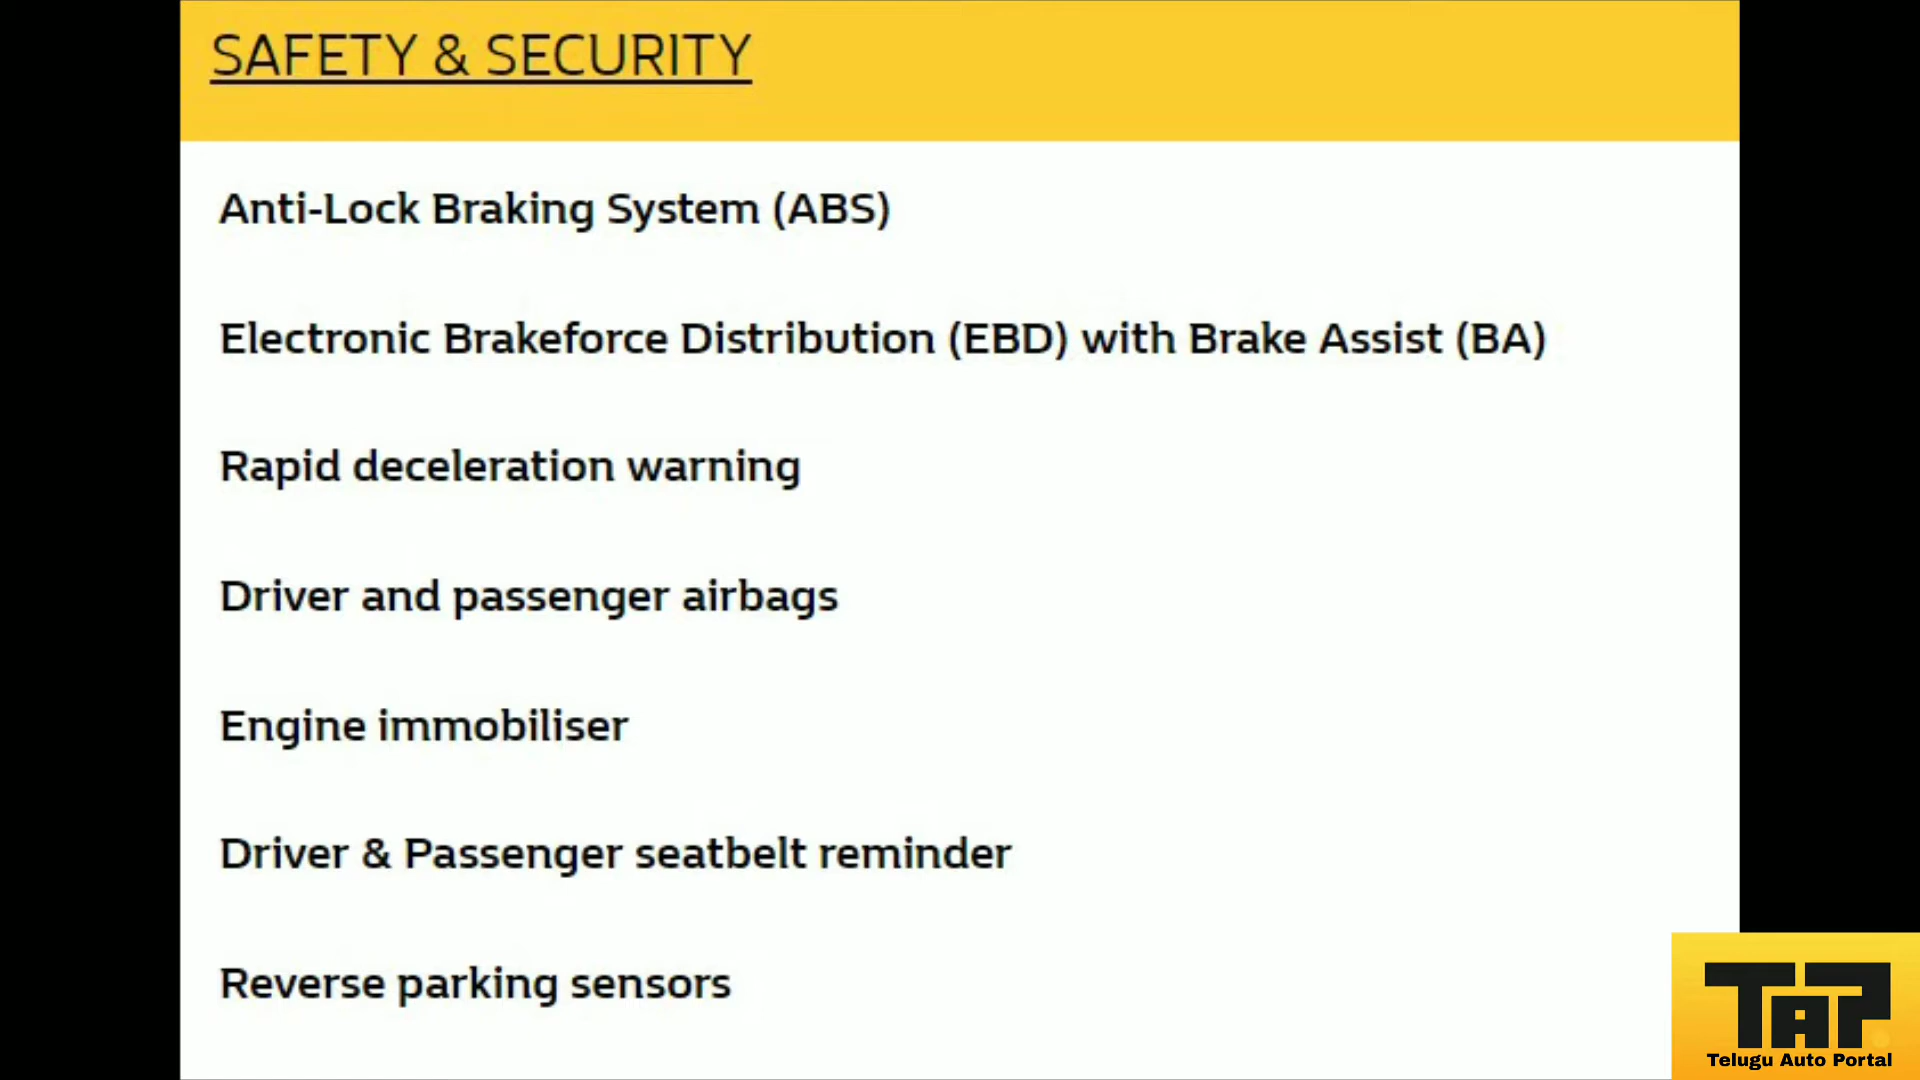 SAFETY & SECURITY
Anti-Lock Braking System (ABS)
Electronic Brakeforce Distribution (EBD) with Brake Assist (BA)
Rapid deceleration warning
Driver and passenger airbags
Engine immobiliser
Driver & Passenger seatbelt reminder
Reverse parking sensors
TAP
Telugu Auto Portal